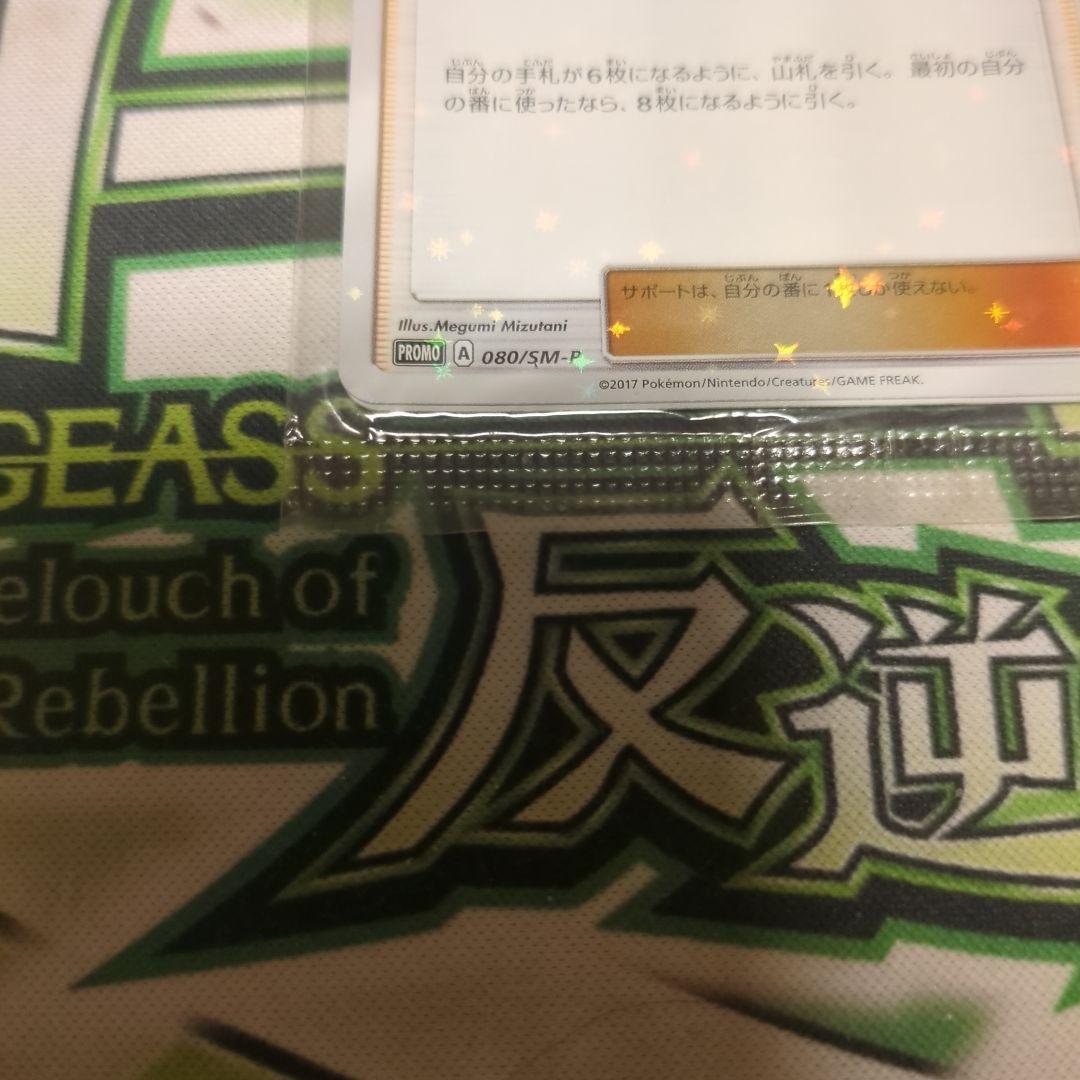 自分の手札が6枚になるように、山札を引く。最初の自分
の番に使ったなら、8枚になるように引く。
サポートは、自分の番に1枚しか使えない。
Illus.Megumi Mizutani
PROMO A 080/SM-P
©2017 Pokémon/Nintendo/Creatures/GAME FREAK.
GEASS
elouch of
Rebellion
反逆